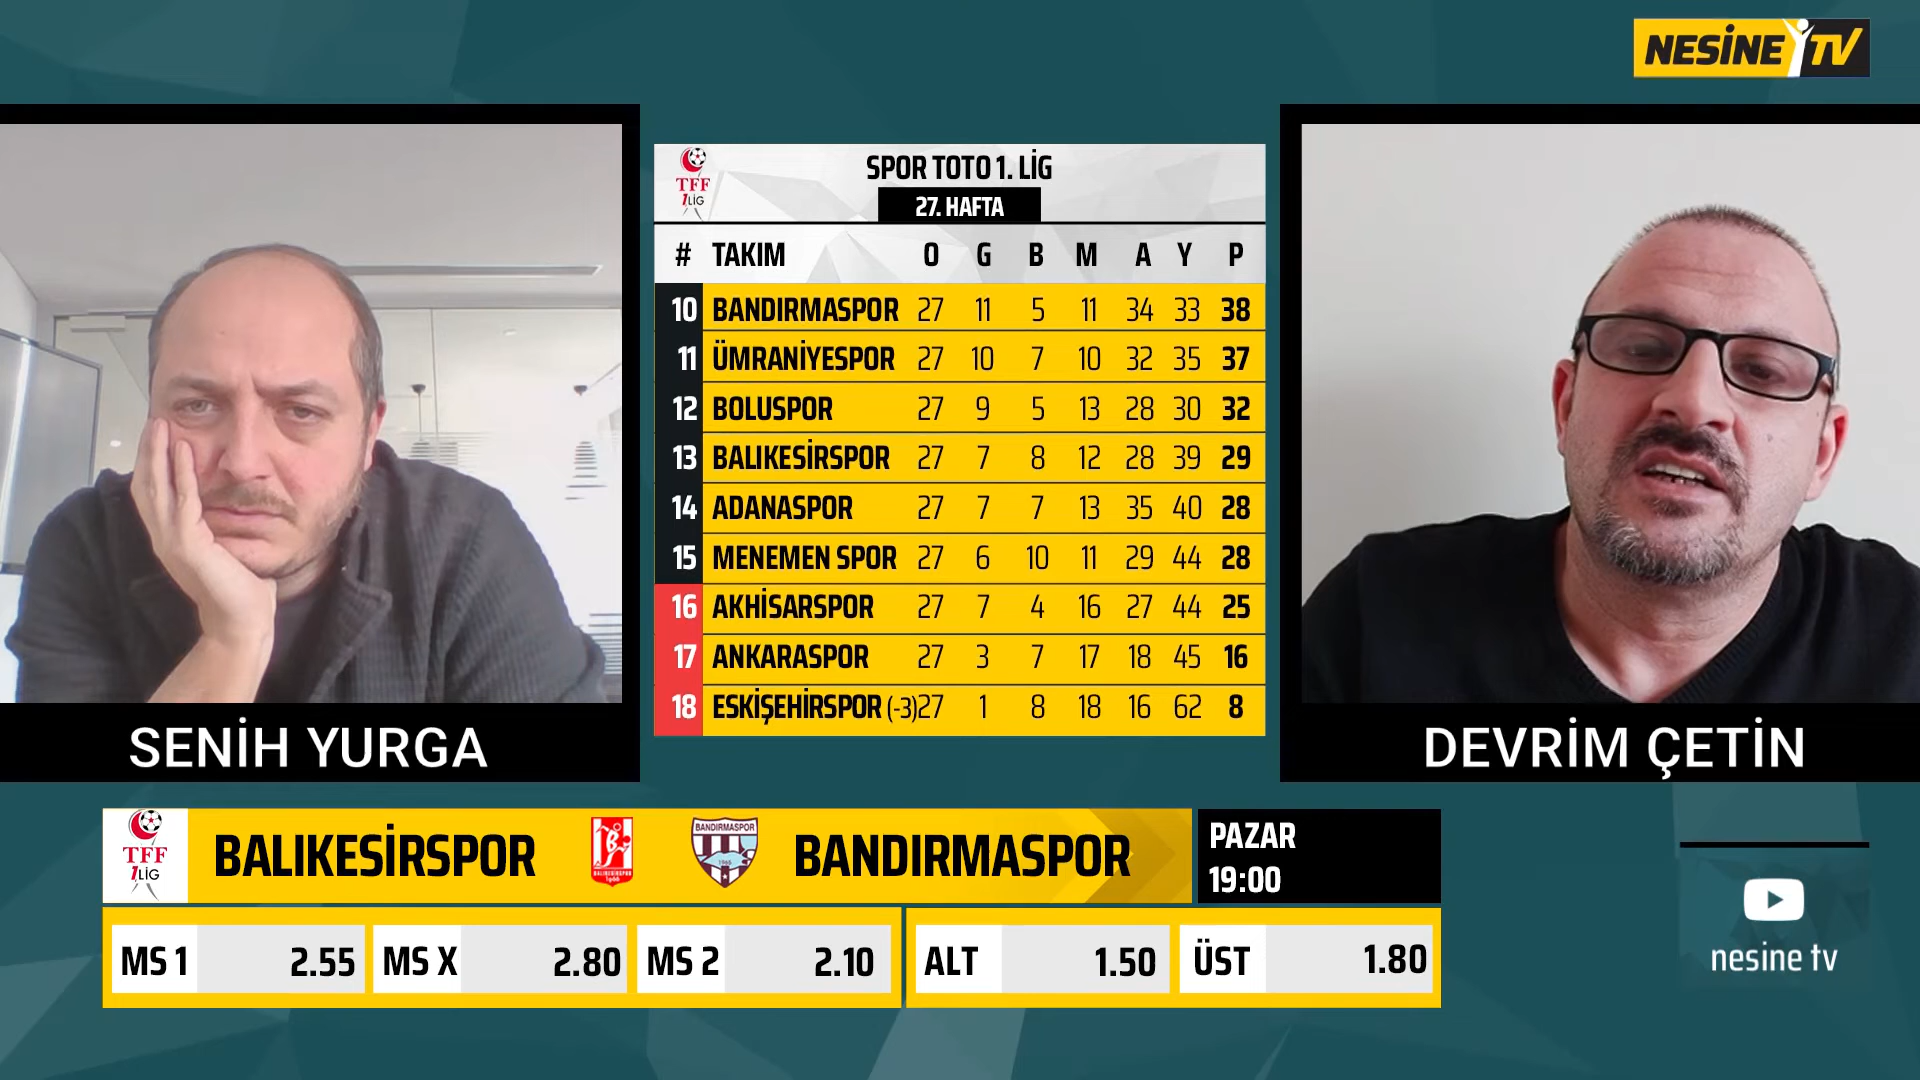 NESİNE TV
TFF
1.LİG
SPOR TOTO 1. LİG
27. HAFTA
# TAKIM O G B M A Y P
10 BANDIRMASPOR 27 11 5 11 34 33 38
11 ÜMRANİYESPOR 27 10 7 10 32 35 37
12 BOLUSPOR 27 9 5 13 28 30 32
13 BALIKESİRSPOR 27 7 8 12 28 39 29
14 ADANASPOR 27 7 7 13 35 40 28
15 MENEMEN SPOR 27 6 10 11 29 44 28
16 AKHİSARSPOR 27 7 4 16 27 44 25
17 ANKARASPOR 27 3 7 17 18 45 16
18 ESKİŞEHİRSPOR (-3) 27 1 8 18 16 62 8
SENİH YURGA
DEVRİM ÇETİN
TFF
1.LİG
BALIKESİRSPOR
BALIKESİRSPOR
1966
BANDIRMASPOR
1965
BANDIRMASPOR
PAZAR
19:00
MS 1 2.55 MS X 2.80 MS 2 2.10 ALT 1.50 ÜST 1.80
nesine tv